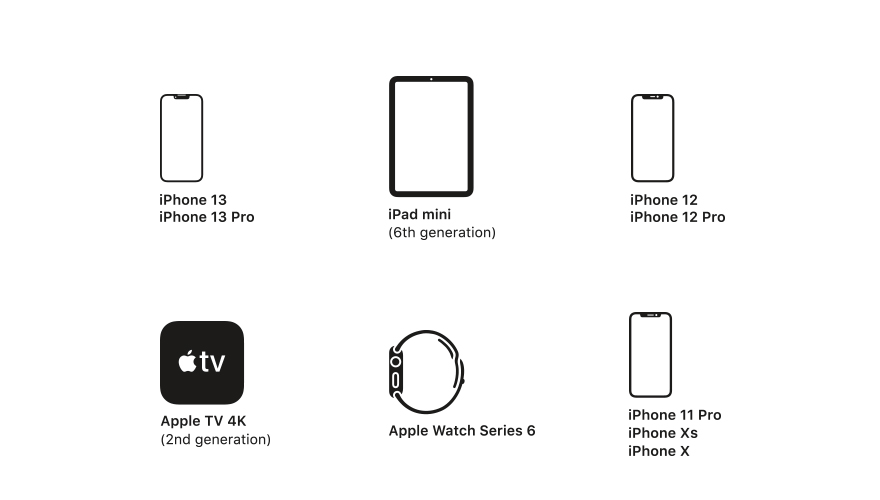 iPhone 13
iPhone 13 Pro
iPad mini
(6th generation)
iPhone 12
iPhone 12 Pro
tv
Apple TV 4K
(2nd generation)
Apple Watch Series 6
iPhone 11 Pro
iPhone Xs
iPhone X